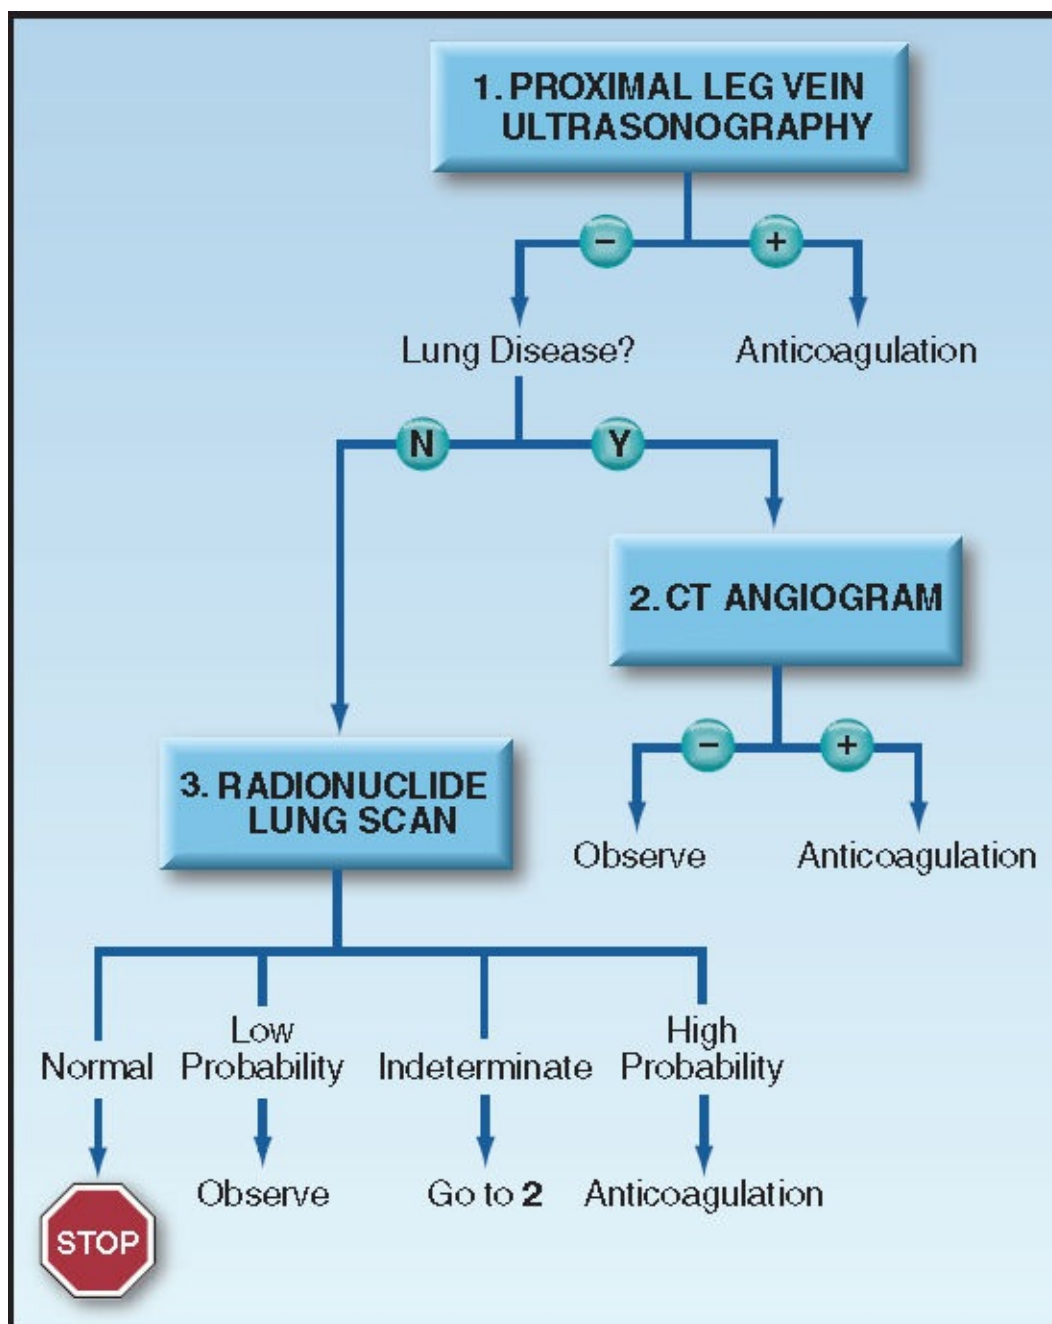 1. PROXIMAL LEG VEIN
ULTRASONOGRAPHY
−
+
Lung Disease?
Anticoagulation
N
Y
2. CT ANGIOGRAM
−
+
Observe
Anticoagulation
3. RADIONUCLIDE
LUNG SCAN
Normal
Low
Probability
Indeterminate
High
Probability
STOP
Observe
Go to 2
Anticoagulation